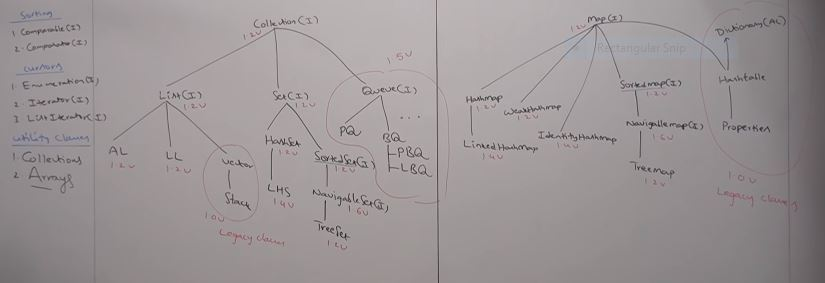 Sorting
1. Comparable(I)
2. Comparator(I)
Cursors
1. Enumeration(I)
2. Iterator(I)
3 ListIterator(I)
Utility Classes
1. Collections
2. Arrays
Collection(I)
1.2V
List(I)
1.2V
AL
1.2V
LL
1.2V
Vector
Stack
1.0V
Legacy classes
Set(I)
1.2V
HashSet
1.2V
LHS
1.4V
SortedSet(I)
1.2V
NavigableSet(I)
1.6V
TreeSet
1.2V
1.5V
Queue(I)
PQ
BQ
...
PBQ
LBQ
Map(I)
1.2V
Rectangular Snip
Hashmap
1.2V
LinkedHashmap
1.4V
WeakHashmap
1.2V
IdentityHashmap
1.4V
Sortedmap(I)
1.2V
Navigablemap(I)
1.6V
Treemap
1.2V
Dictionary(AC)
Hashtable
Properties
1.0V
Legacy classes